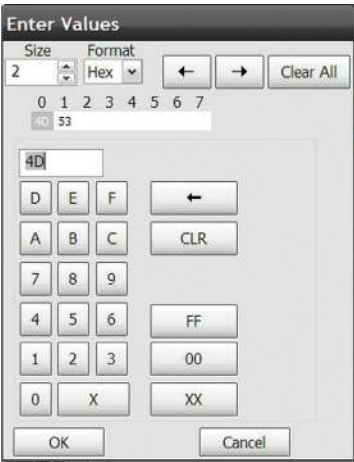 Enter Values
Size Format
2 Hex ← → Clear All
0 1 2 3 4 5 6 7
4D 53
4D
D E F ←
A B C CLR
7 8 9
4 5 6 FF
1 2 3 00
0 X XX
OK Cancel